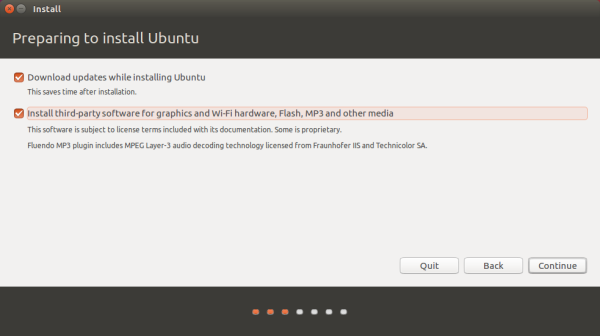 Install
Preparing to install Ubuntu
Download updates while installing Ubuntu
This saves time after installation.
Install third-party software for graphics and Wi-Fi hardware, Flash, MP3 and other media
This software is subject to license terms included with its documentation. Some is proprietary.
Fluendo MP3 plugin includes MPEG Layer-3 audio decoding technology licensed from Fraunhofer IIS and Technicolor SA.
Quit
Back
Continue